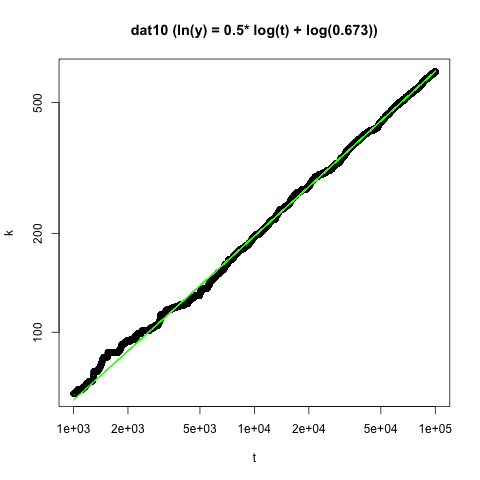 dat10 (ln(y) = 0.5* log(t) + log(0.673))
500
200
100
k
1e+03 2e+03 5e+03 1e+04 2e+04 5e+04 1e+05
t